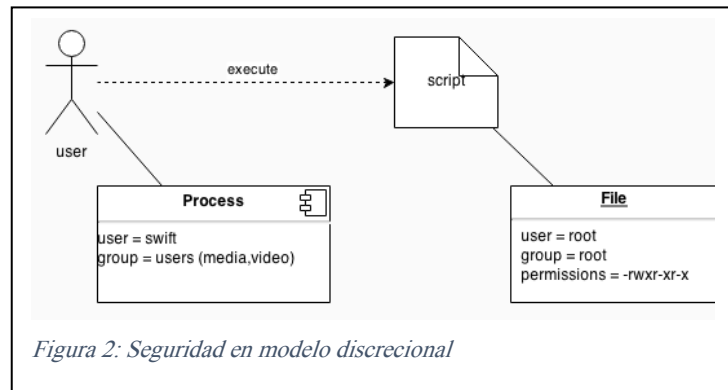 execute
script
user
Process
user = swift
group = users (media,video)
File
user = root
group = root
permissions = -rwxr-xr-x
Figura 2: Seguridad en modelo discrecional